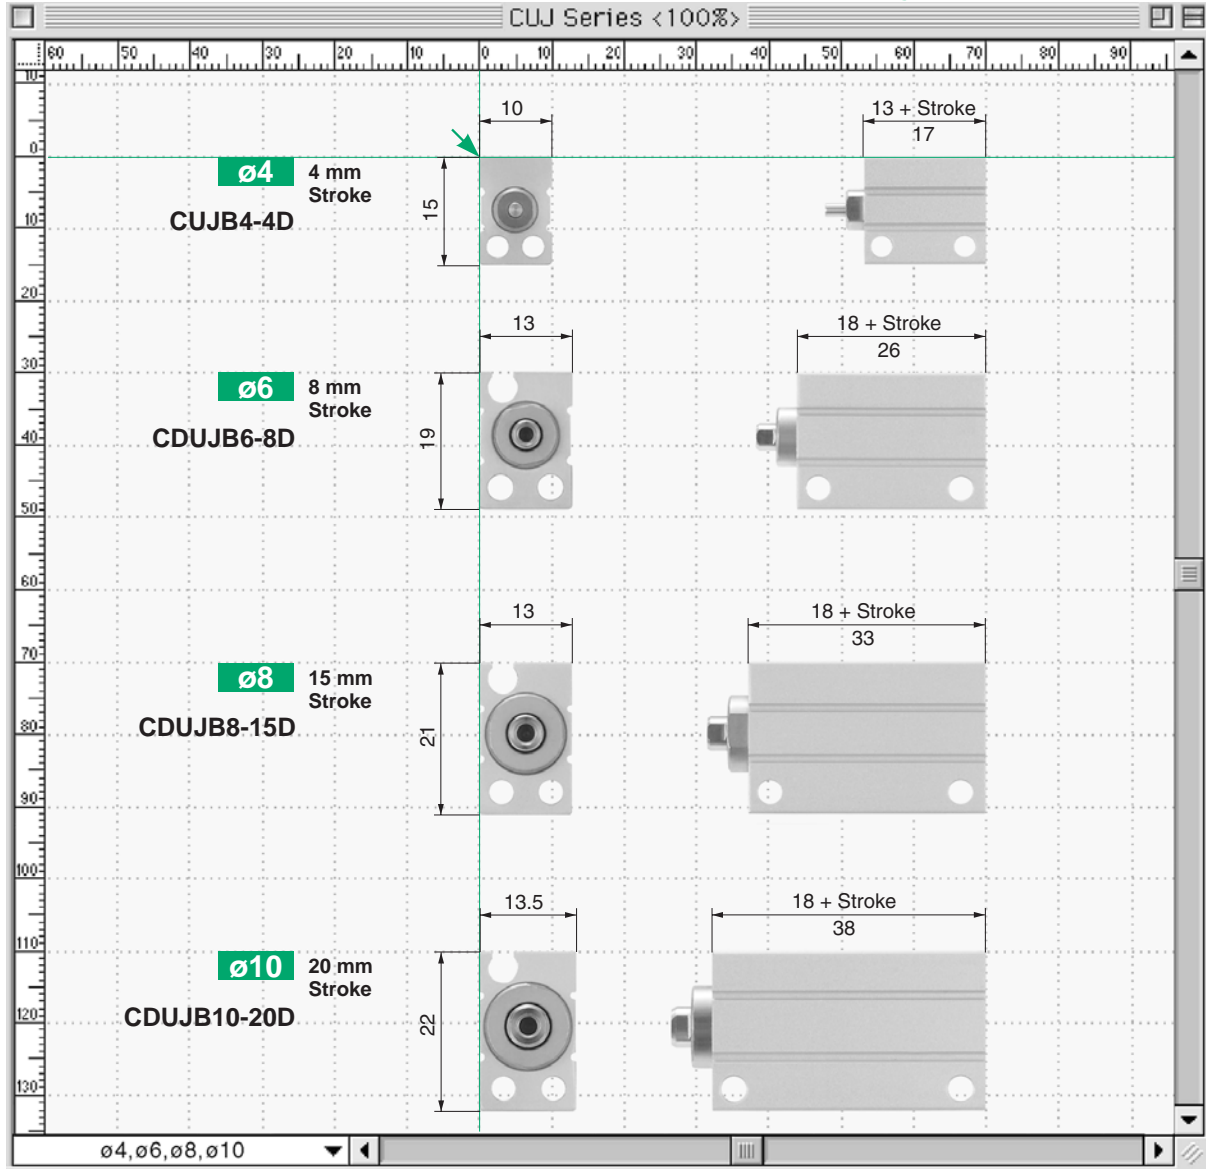 CUJ Series <100%>
60 50 40 30 20 10 0 10 20 30 40 50 60 70 80 90
10
0
10
20
30
40
50
60
70
80
90
100
110
120
130
10
13 + Stroke
17
ø4
4 mm
Stroke
CUJB4-4D
15
13
18 + Stroke
26
ø6
8 mm
Stroke
CDUJB6-8D
19
13
18 + Stroke
33
ø8
15 mm
Stroke
CDUJB8-15D
21
13.5
18 + Stroke
38
ø10
20 mm
Stroke
CDUJB10-20D
22
ø4,ø6,ø8,ø10